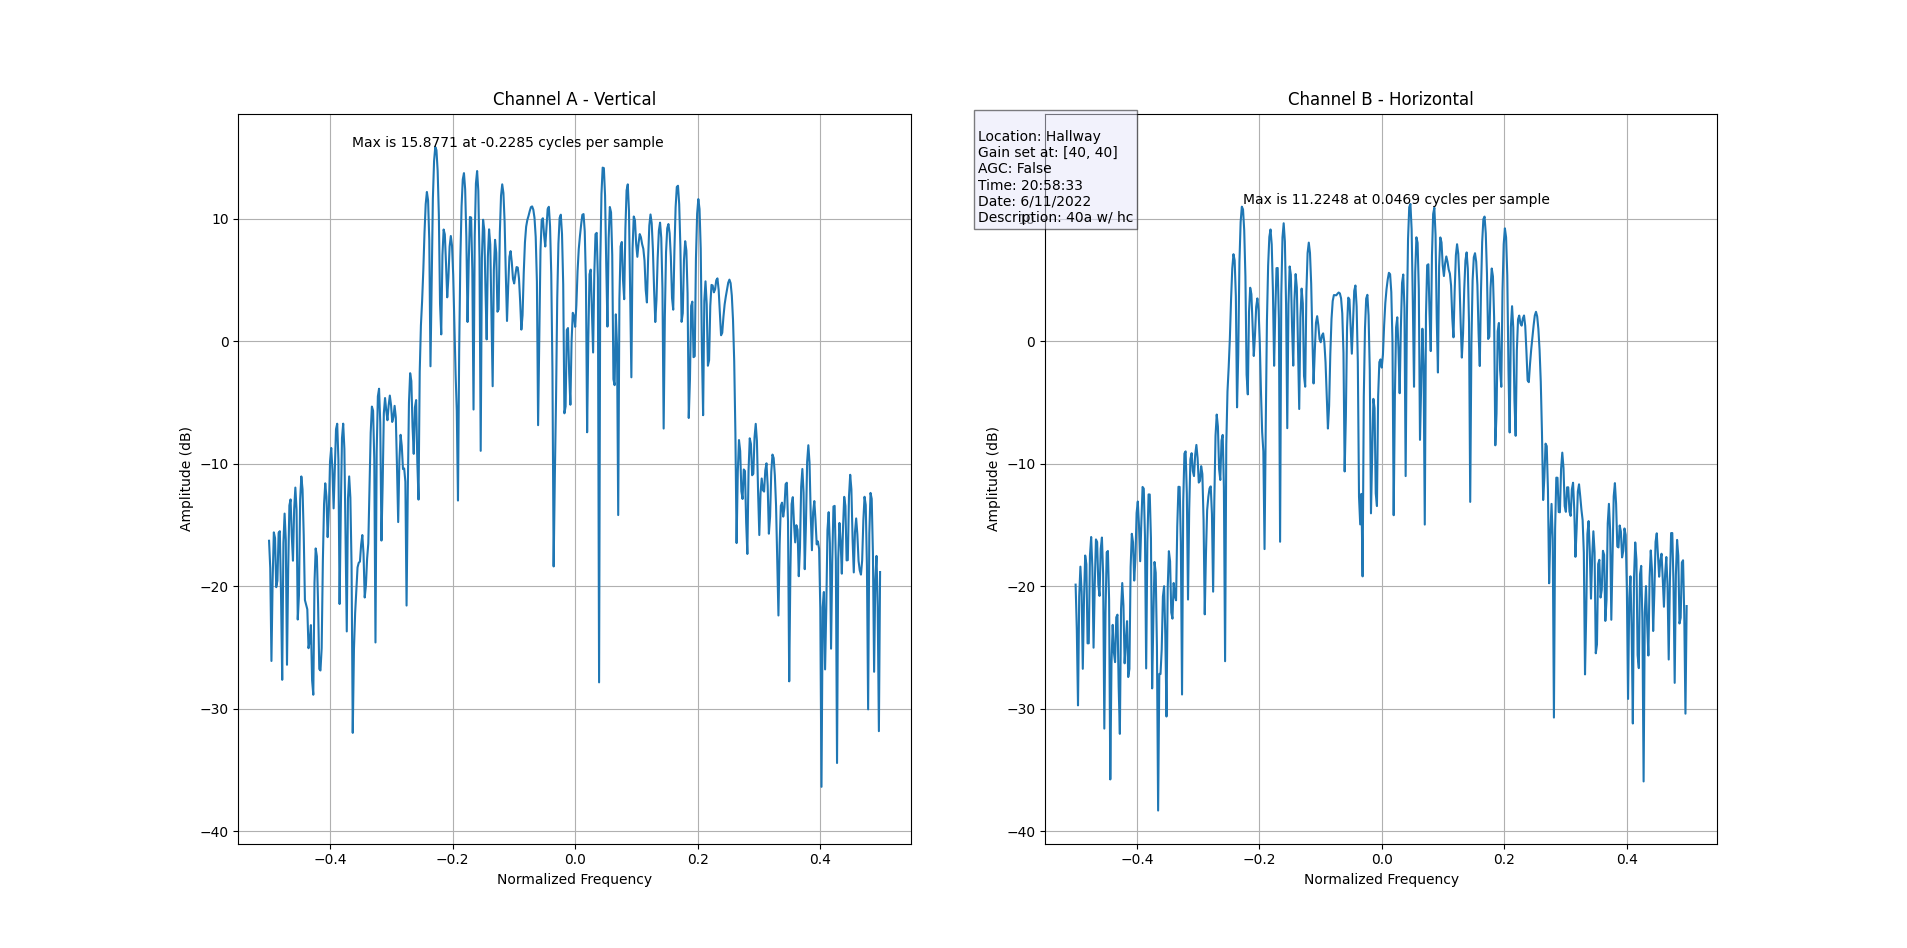 Channel A - Vertical
Max is 15.8771 at -0.2285 cycles per sample
10
0
−10
−20
−30
−40
Amplitude (dB)
−0.4
−0.2
0.0
0.2
0.4
Normalized Frequency
Channel B - Horizontal
Location: Hallway
Gain set at: [40, 40]
AGC: False
Time: 20:58:33
Date: 6/11/2022
Description: 40a w/ hc
Max is 11.2248 at 0.0469 cycles per sample
10
0
−10
−20
−30
−40
Amplitude (dB)
−0.4
−0.2
0.0
0.2
0.4
Normalized Frequency